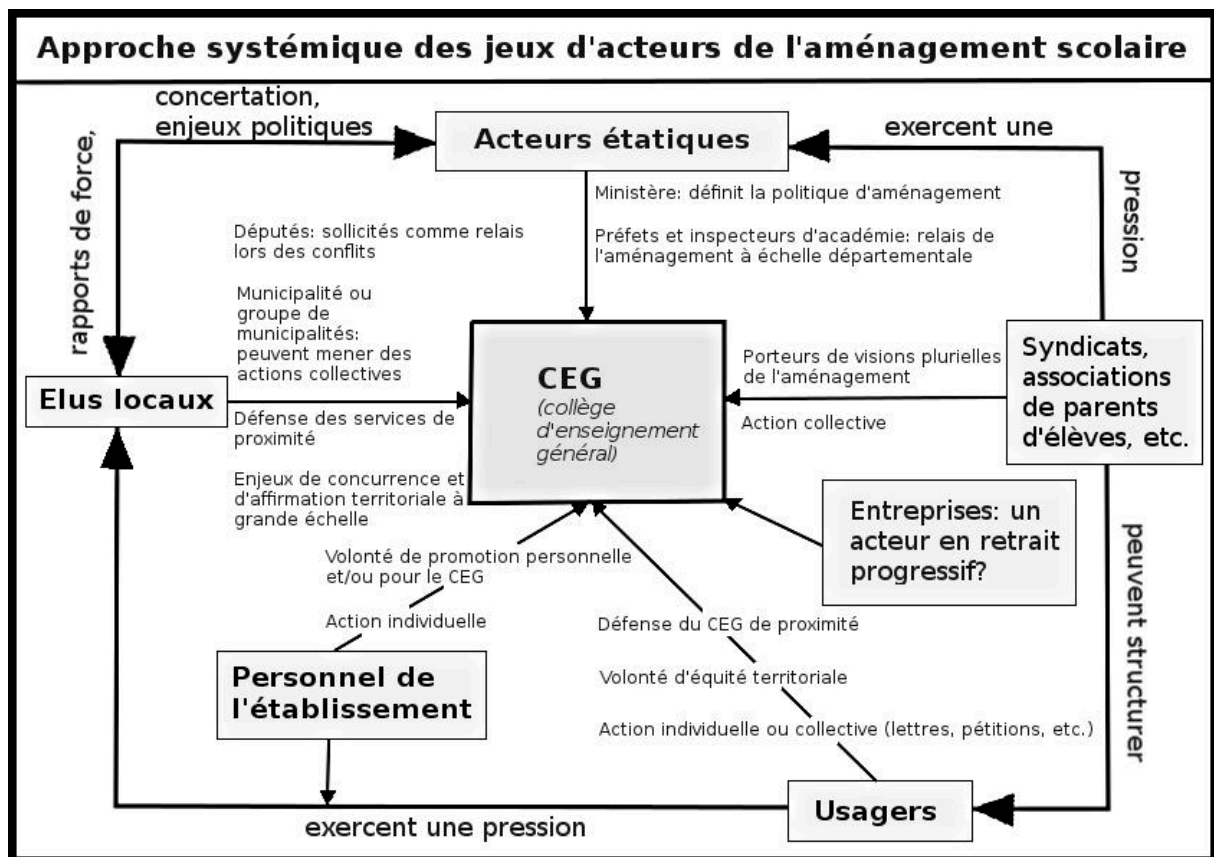 Approche systémique des jeux d'acteurs de l'aménagement scolaire
concertation,
enjeux politiques
rapports de force,
Acteurs étatiques
exercent une
pression
Ministère: définit la politique d'aménagement
Préfets et inspecteurs d'académie: relais de
l'aménagement à échelle départementale
Députés: sollicités comme relais
lors des conflits
Municipalité ou
groupe de
municipalités:
peuvent mener des
actions collectives
Elus locaux
Défense des services de
proximité
Enjeux de concurrence et
d'affirmation territoriale à
grande échelle
CEG
(collège
d'enseignement
général)
Porteurs de visions plurielles
de l'aménagement
Action collective
Syndicats,
associations
de parents
d'élèves, etc.
Entreprises: un
acteur en retrait
progressif?
peuvent structurer
Volonté de promotion personnelle
et/ou pour le CEG
Action individuelle
Personnel de
l'établissement
Défense du CEG de proximité
Volonté d'équité territoriale
Action individuelle ou collective (lettres, pétitions, etc.)
Usagers
exercent une pression